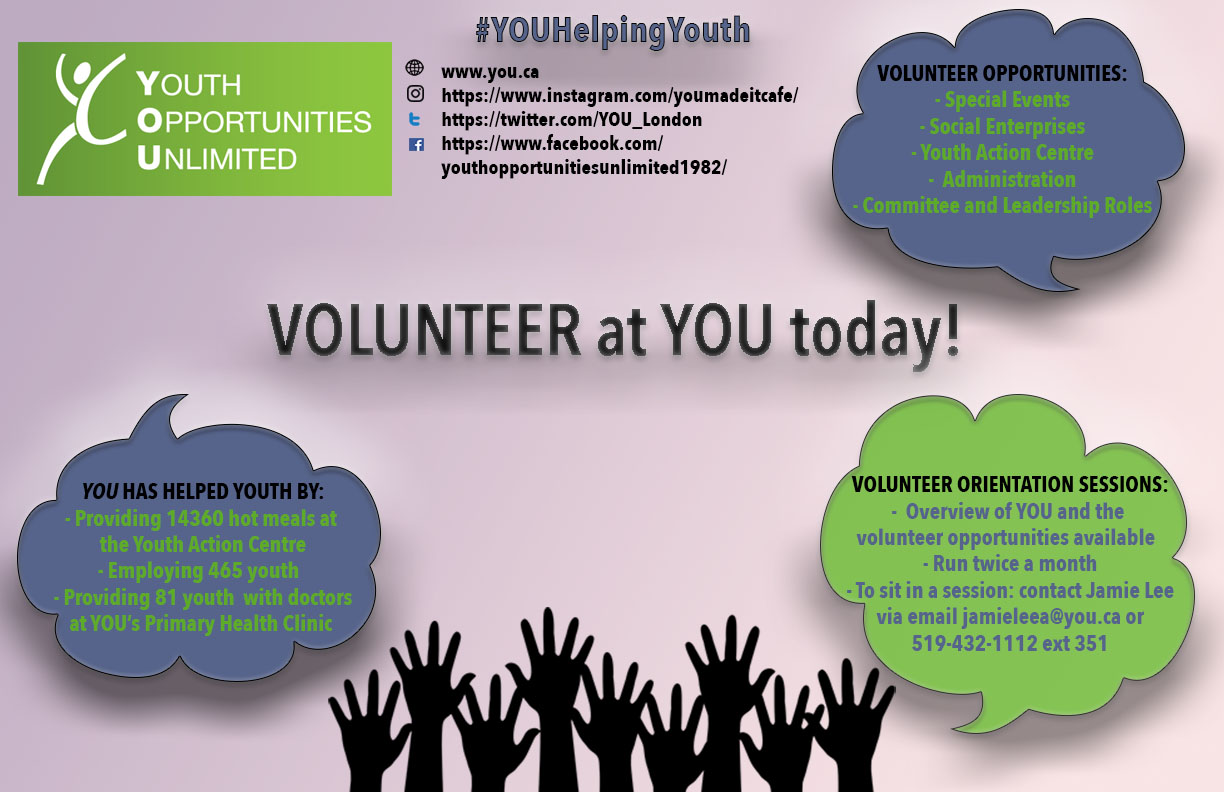 #YOUHelpingYouth
YOUTH
OPPORTUNITIES
UNLIMITED
www.you.ca
https://www.instagram.com/youmadeitcafe/
https://twitter.com/YOU_London
https://www.facebook.com/
youthopportunitiesunlimited1982/
VOLUNTEER OPPORTUNITIES:
- Special Events
- Social Enterprises
- Youth Action Centre
- Administration
- Committee and Leadership Roles
VOLUNTEER at YOU today!
YOU HAS HELPED YOUTH BY:
- Providing 14360 hot meals at
the Youth Action Centre
- Employing 465 youth
- Providing 81 youth with doctors
at YOU's Primary Health Clinic
VOLUNTEER ORIENTATION SESSIONS:
- Overview of YOU and the
volunteer opportunities available
- Run twice a month
- To sit in a session: contact Jamie Lee
via email jamieleea@you.ca or
519-432-1112 ext 351